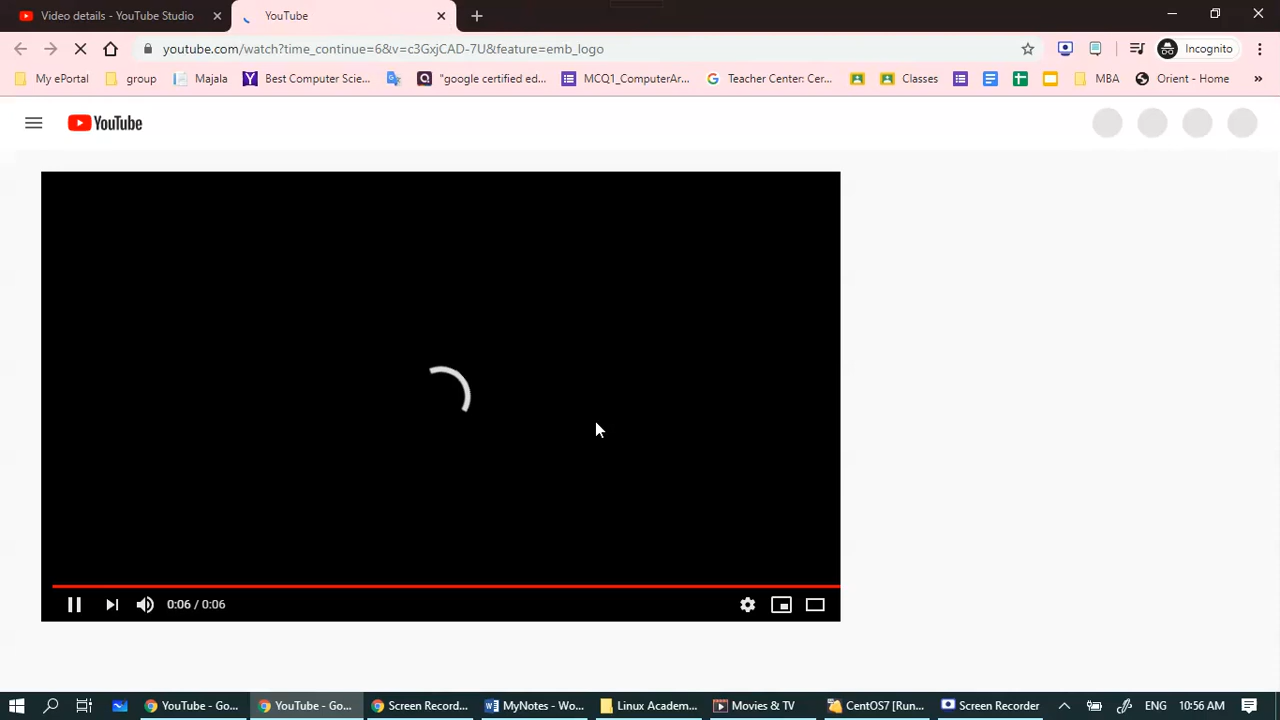 Video details - YouTube Studio
YouTube
youtube.com/watch?time_continue=6&v=c3GxjCAD-7U&feature=emb_logo
Incognito
My ePortal
group
Majala
Best Computer Scie...
"google certified ed...
MCQ1_ComputerAr...
Teacher Center: Cer...
Classes
MBA
Orient - Home
»
YouTube
0:06 / 0:06
YouTube - Go...
YouTube - Go...
Screen Record...
MyNotes - Wo...
Linux Academ...
Movies & TV
CentOS7 [Run...
Screen Recorder
ENG
10:56 AM